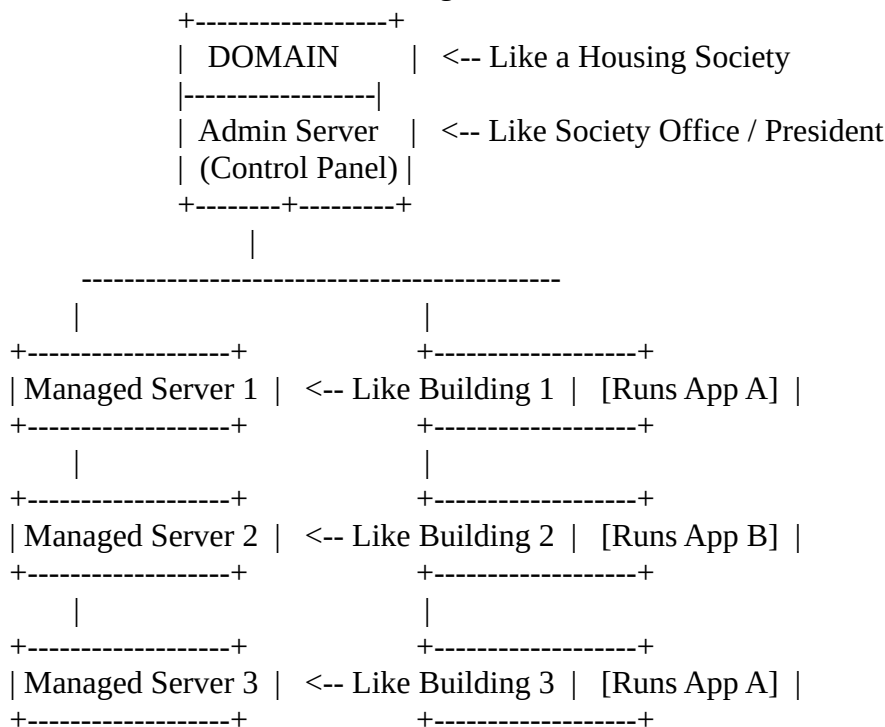 +------------------+
| DOMAIN | <-- Like a Housing Society
|------------------|
| Admin Server | <-- Like Society Office / President
| (Control Panel) |
+--------+---------+
|
---------------------------------------------
| |
+-------------------+ +-------------------+
| Managed Server 1 | <-- Like Building 1 | [Runs App A] |
+-------------------+ +-------------------+
| |
+-------------------+ +-------------------+
| Managed Server 2 | <-- Like Building 2 | [Runs App B] |
+-------------------+ +-------------------+
| |
+-------------------+ +-------------------+
| Managed Server 3 | <-- Like Building 3 | [Runs App A] |
+-------------------+ +-------------------+